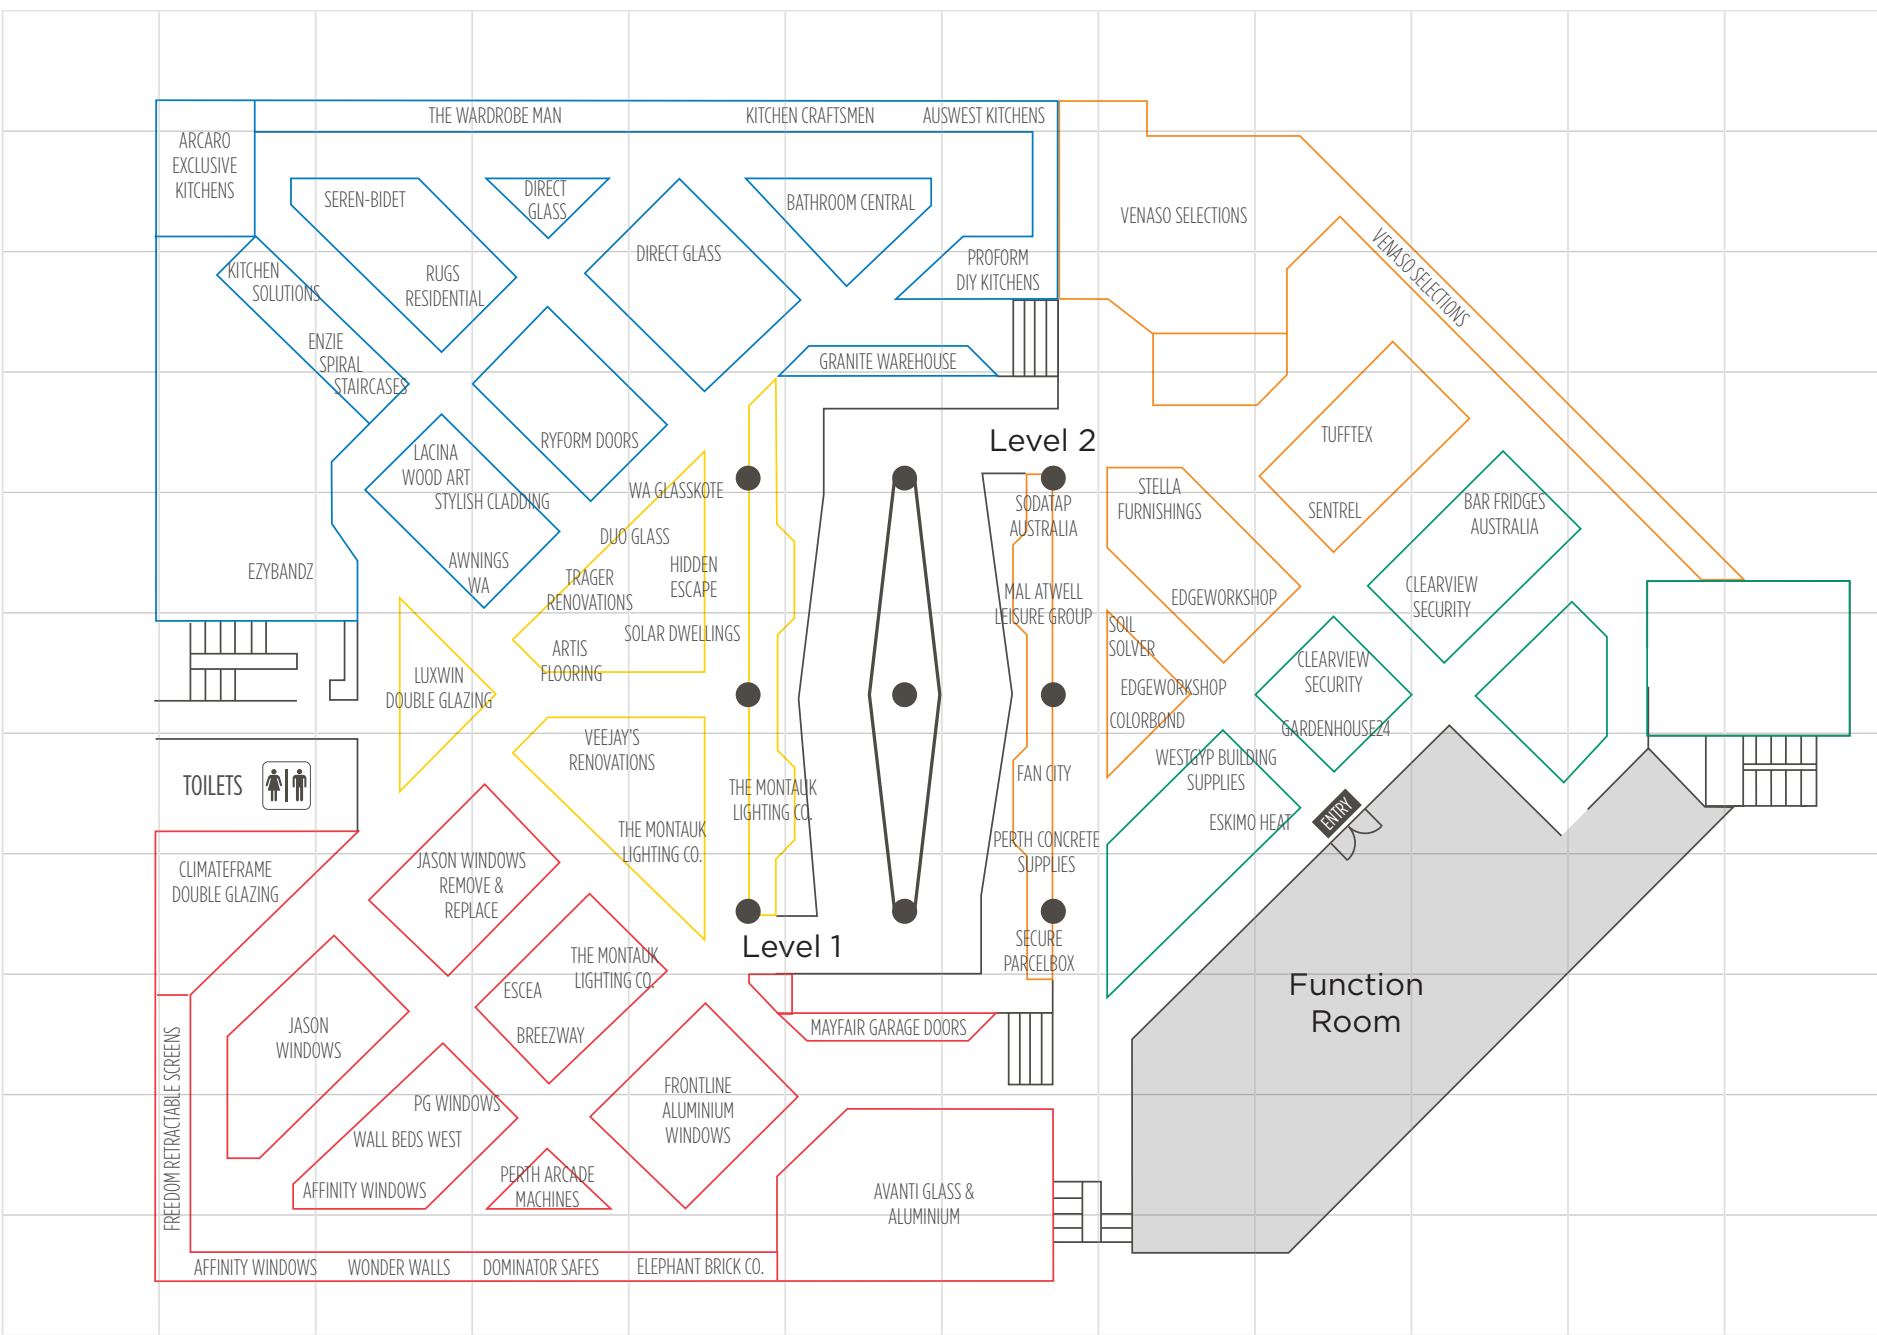 THE WARDROBE MAN
KITCHEN CRAFTSMEN
AUSWEST KITCHENS
ARCARO
EXCLUSIVE
KITCHENS
SEREN-BIDET
DIRECT
GLASS
BATHROOM CENTRAL
DIRECT GLASS
RUGS
RESIDENTIAL
PROFORM
DIY KITCHENS
KITCHEN
SOLUTIONS
ENZIE
SPIRAL
STAIRCASES
GRANITE WAREHOUSE
RYFORM DOORS
LACINA
WOOD ART
STYLISH CLADDING
AWNINGS
WA
EZYBANDZ
VENASO SELECTIONS
VENASO SELECTIONS
Level 2
TUFFTEX
SENTREL
STELLA
FURNISHINGS
SODATAP
AUSTRALIA
BAR FRIDGES
AUSTRALIA
WA GLASSKOTE
DUO GLASS
HIDDEN
ESCAPE
TRAGER
RENOVATIONS
SOLAR DWELLINGS
ARTIS
FLOORING
LUXWIN
DOUBLE GLAZING
MAL ATWELL
LEISURE GROUP
EDGEWORKSHOP
CLEARVIEW
SECURITY
SOIL
SOLVER
EDGEWORKSHOP
COLORBOND
CLEARVIEW
SECURITY
GARDENHOUSE24
WESTGYP BUILDING
SUPPLIES
ESKIMO HEAT
ENTRY
FAN CITY
PERTH CONCRETE
SUPPLIES
SECURE
PARCELBOX
VEEJAY'S
RENOVATIONS
THE MONTAUK
LIGHTING CO.
THE MONTAUK
LIGHTING CO.
TOILETS
CLIMATEFRAME
DOUBLE GLAZING
JASON WINDOWS
REMOVE &
REPLACE
Level 1
THE MONTAUK
LIGHTING CO.
ESCEA
BREEZWAY
JASON
WINDOWS
MAYFAIR GARAGE DOORS
Function
Room
FREEDOM RETRACTABLE SCREENS
PG WINDOWS
WALL BEDS WEST
AFFINITY WINDOWS
FRONTLINE
ALUMINIUM
WINDOWS
PERTH ARCADE
MACHINES
AVANTI GLASS &
ALUMINIUM
AFFINITY WINDOWS
WONDER WALLS
DOMINATOR SAFES
ELEPHANT BRICK CO.